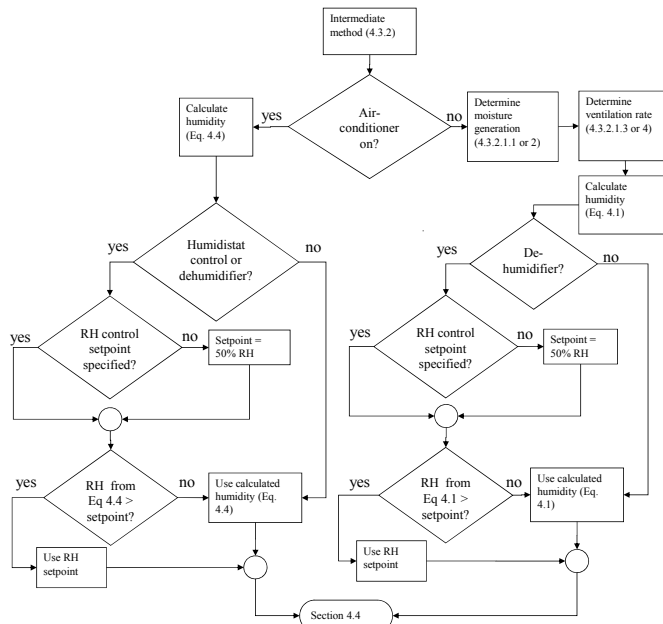 Intermediate
method (4.3.2)
Calculate
humidity
(Eq. 4.4)
yes
Air-
conditioner
on?
no
Determine
moisture
generation
(4.3.2.1.1 or 2)
Determine
ventilation rate
(4.3.2.1.3 or 4)
Calculate
humidity
(Eq. 4.1)
yes
Humidistat
control or
dehumidifier?
no
yes
De-
humidifier?
no
yes
RH control
setpoint
specified?
no
Setpoint =
50% RH
yes
RH control
setpoint
specified?
no
Setpoint =
50% RH
yes
RH from
Eq 4.4 >
setpoint?
no
Use calculated
humidity (Eq.
4.4)
yes
RH from
Eq 4.1 >
setpoint?
no
Use calculated
humidity (Eq.
4.1)
Use RH
setpoint
Use RH
setpoint
Section 4.4